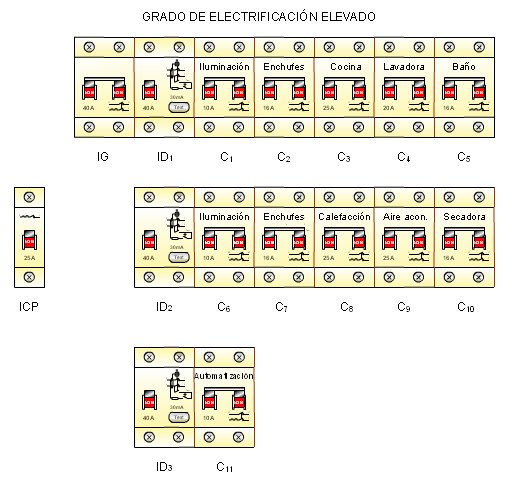 GRADO DE ELECTRIFICACIÓN ELEVADO
Iluminación Enchufes Cocina Lavadora Baño
30mA
40 A 40 A Test 10 A 16 A 25 A 20 A 16 A
IG ID1 C1 C2 C3 C4 C5
Iluminación Enchufes Calefacción Aire acon. Secadora
30mA
25 A 40 A Test 10 A 16 A 25 A 25 A 16 A
ICP ID2 C6 C7 C8 C9 C10
Automatización
30mA
40 A Test 10 A
ID3 C11